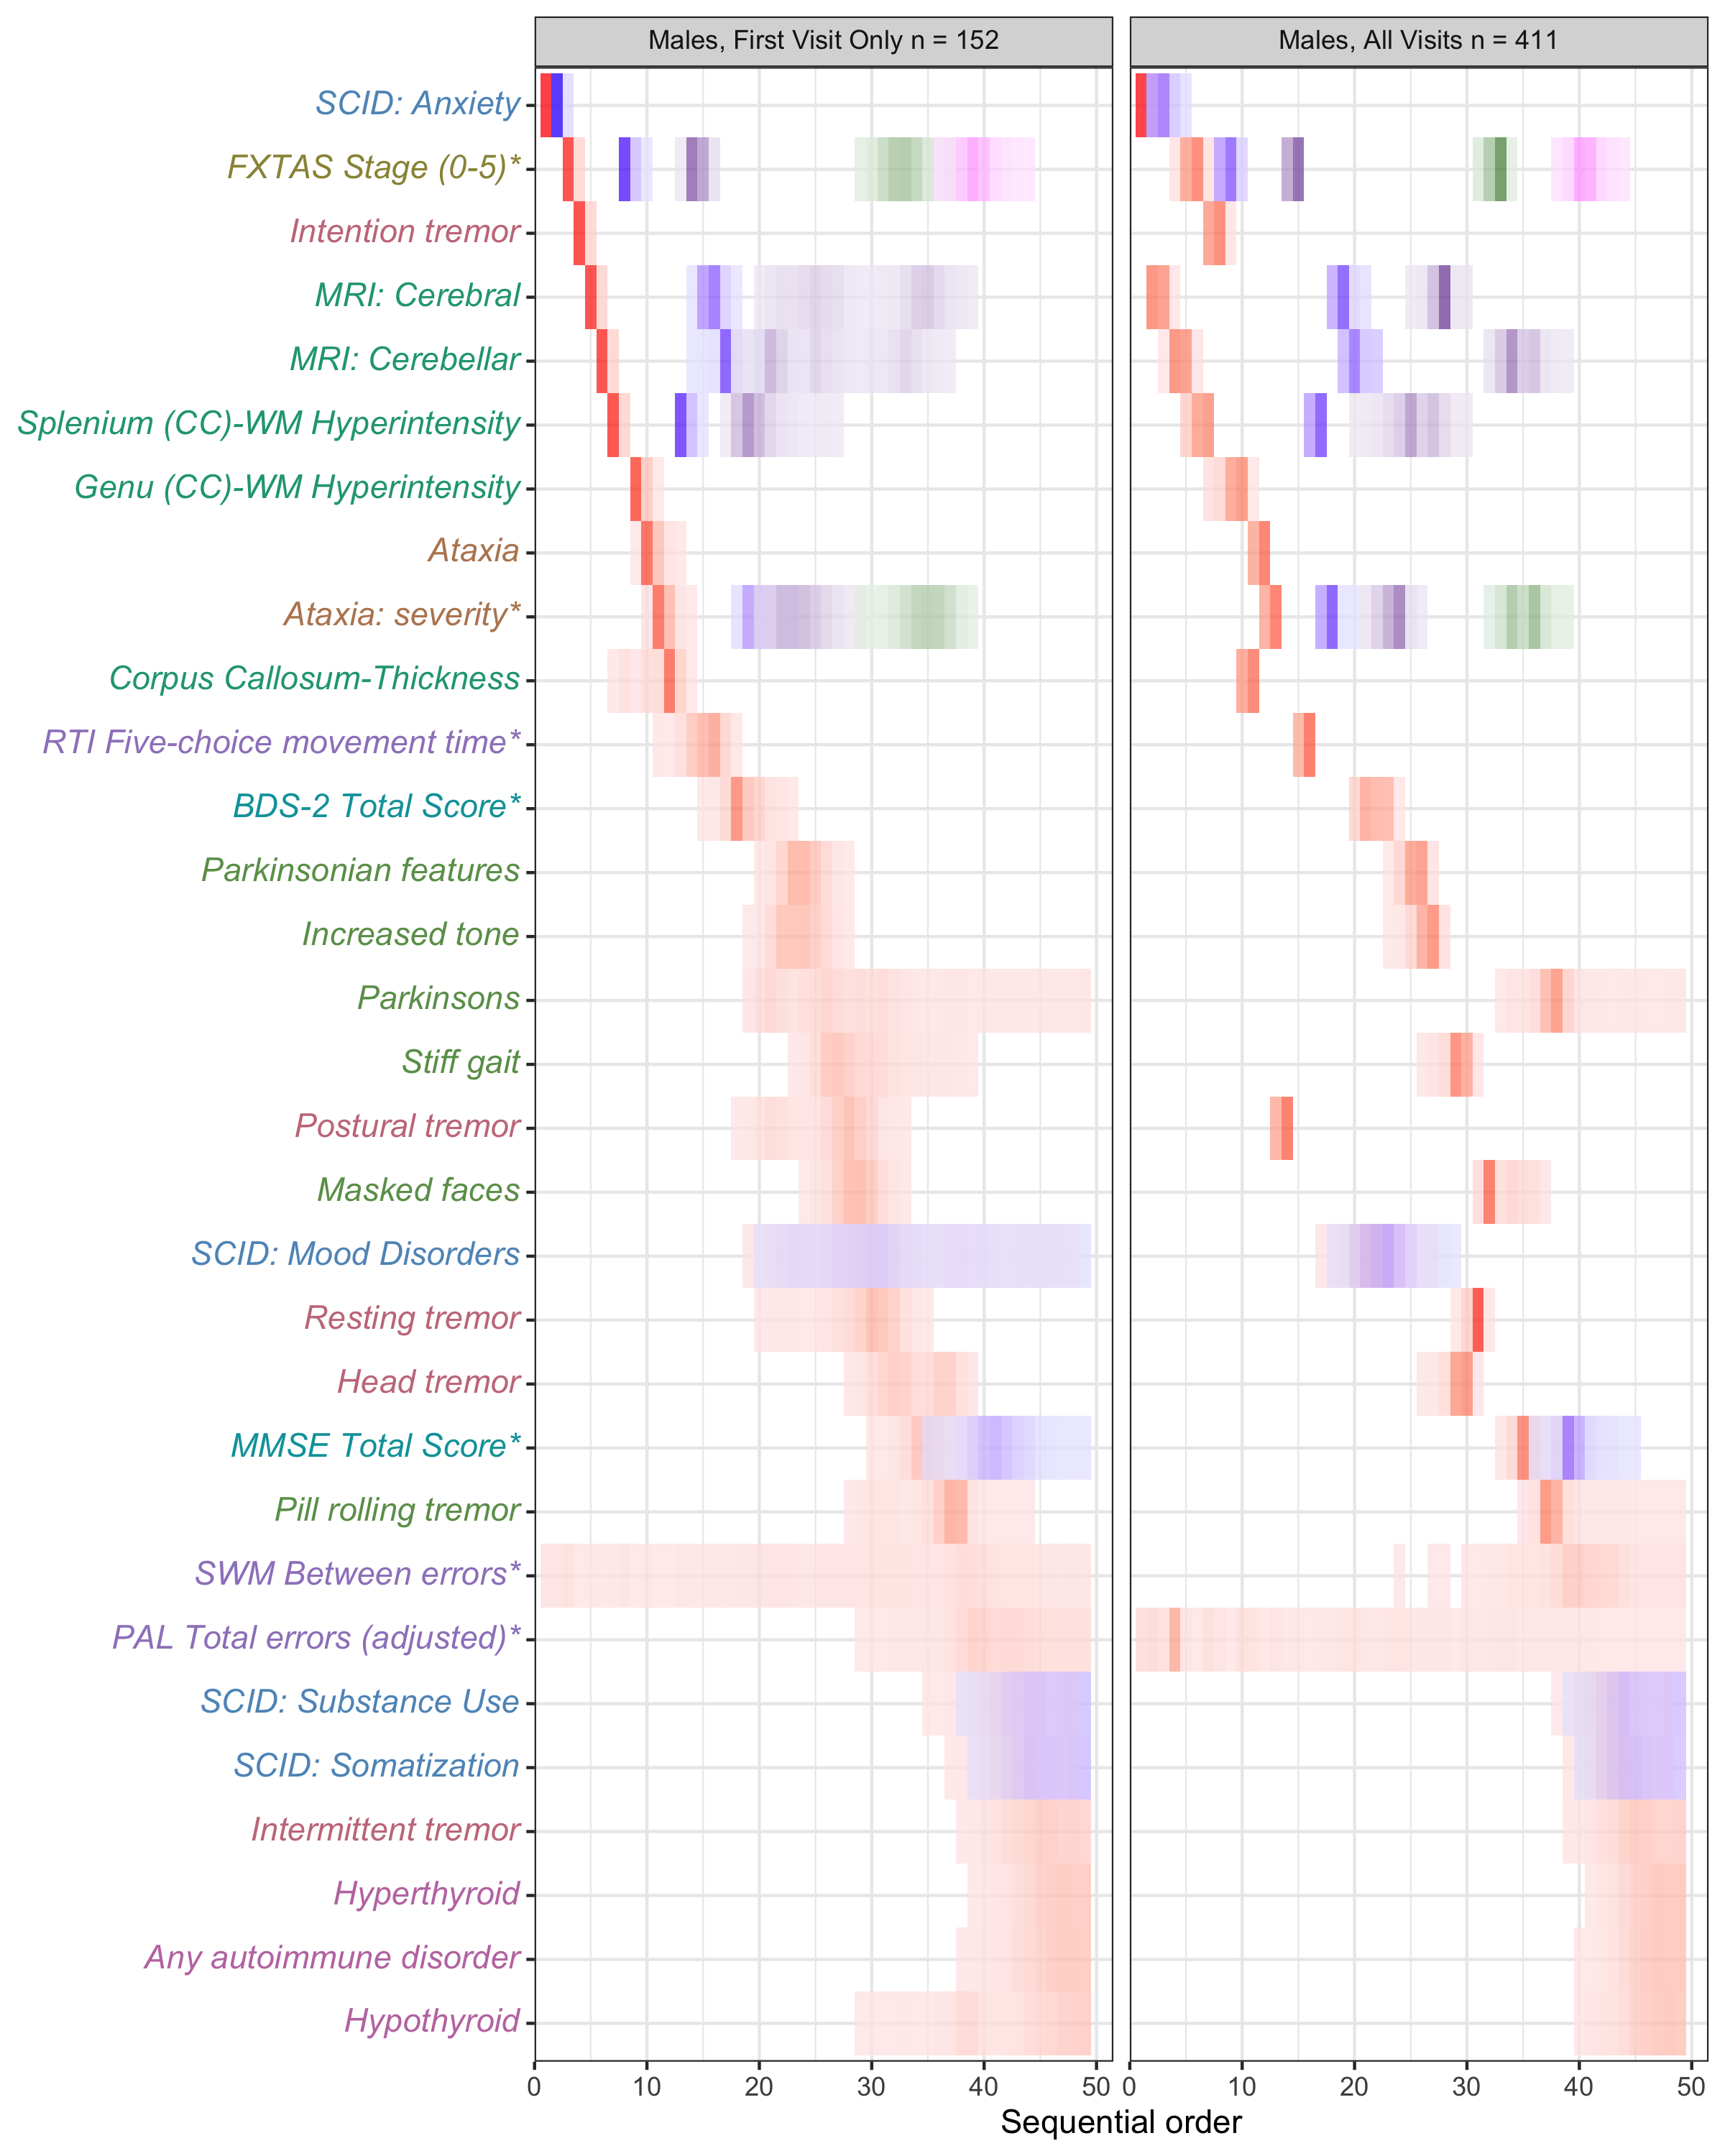 Males, First Visit Only n = 152
Males, All Visits n = 411
SCID: Anxiety
FXTAS Stage (0-5)*
Intention tremor
MRI: Cerebral
MRI: Cerebellar
Splenium (CC)-WM Hyperintensity
Genu (CC)-WM Hyperintensity
Ataxia
Ataxia: severity*
Corpus Callosum-Thickness
RTI Five-choice movement time*
BDS-2 Total Score*
Parkinsonian features
Increased tone
Parkinsons
Stiff gait
Postural tremor
Masked faces
SCID: Mood Disorders
Resting tremor
Head tremor
MMSE Total Score*
Pill rolling tremor
SWM Between errors*
PAL Total errors (adjusted)*
SCID: Substance Use
SCID: Somatization
Intermittent tremor
Hyperthyroid
Any autoimmune disorder
Hypothyroid
0 10 20 30 40 50 0 10 20 30 40 50
Sequential order